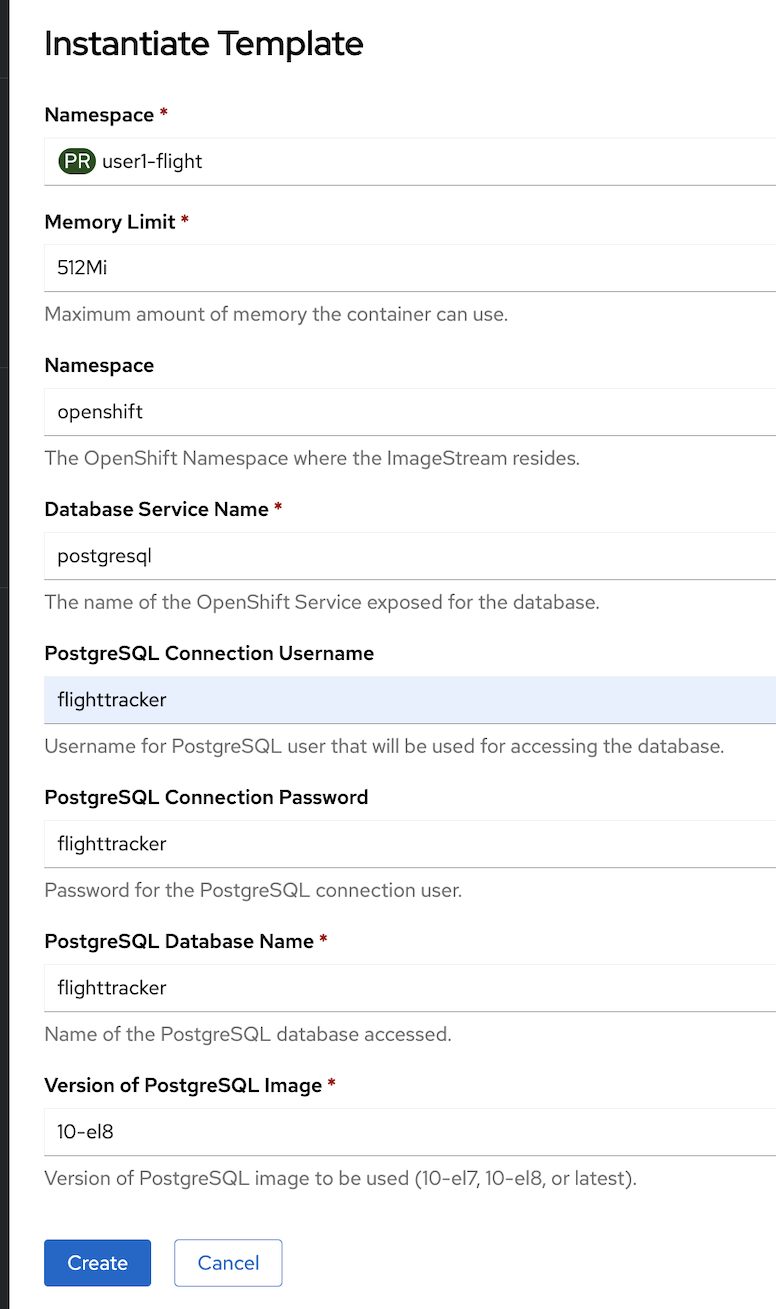 Instantiate Template
Namespace *
PR user1-flight
Memory Limit *
512Mi
Maximum amount of memory the container can use.
Namespace
openshift
The OpenShift Namespace where the ImageStream resides.
Database Service Name *
postgresql
The name of the OpenShift Service exposed for the database.
PostgreSQL Connection Username
flighttracker
Username for PostgreSQL user that will be used for accessing the database.
PostgreSQL Connection Password
flighttracker
Password for the PostgreSQL connection user.
PostgreSQL Database Name *
flighttracker
Name of the PostgreSQL database accessed.
Version of PostgreSQL Image *
10-el8
Version of PostgreSQL image to be used (10-el7, 10-el8, or latest).
Create Cancel